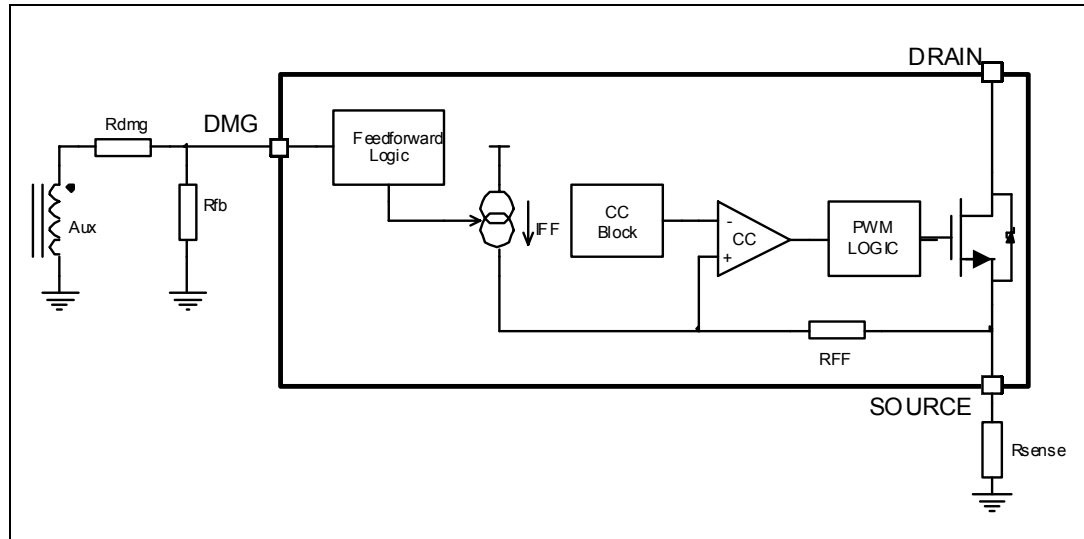 DRAIN
DMG
Rdmg
Feedforward
Logic
Rfb
Aux
IFF
CC
Block
-
CC
+
PWM
LOGIC
RFF
SOURCE
Rsense